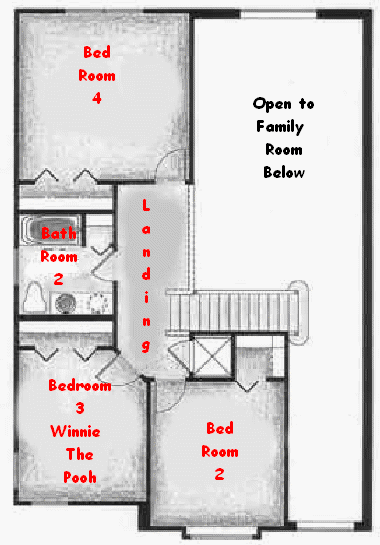 Bed
Room
4
Open to
Family
Room
Below
Landing
Bath
Room
2
Bedroom
3
Winnie
The
Pooh
Bed
Room
2